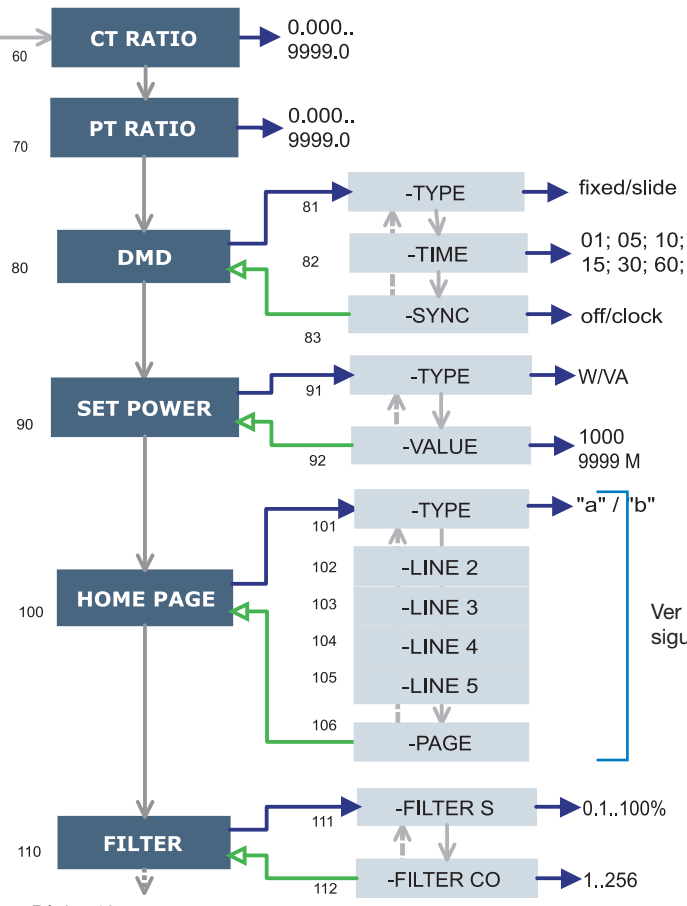 CT RATIO
60
0.000..
9999.0
PT RATIO
70
0.000..
9999.0
DMD
80
81
-TYPE
fixed/slide
82
-TIME
01; 05; 10;
15; 30; 60;
83
-SYNC
off/clock
SET POWER
90
91
-TYPE
W/VA
92
-VALUE
1000
9999 M
HOME PAGE
100
101
-TYPE
"a" / "b"
102
-LINE 2
103
-LINE 3
104
-LINE 4
105
-LINE 5
106
-PAGE
Ver
sigu
FILTER
110
111
-FILTER S
0.1..100%
112
-FILTER CO
1..256